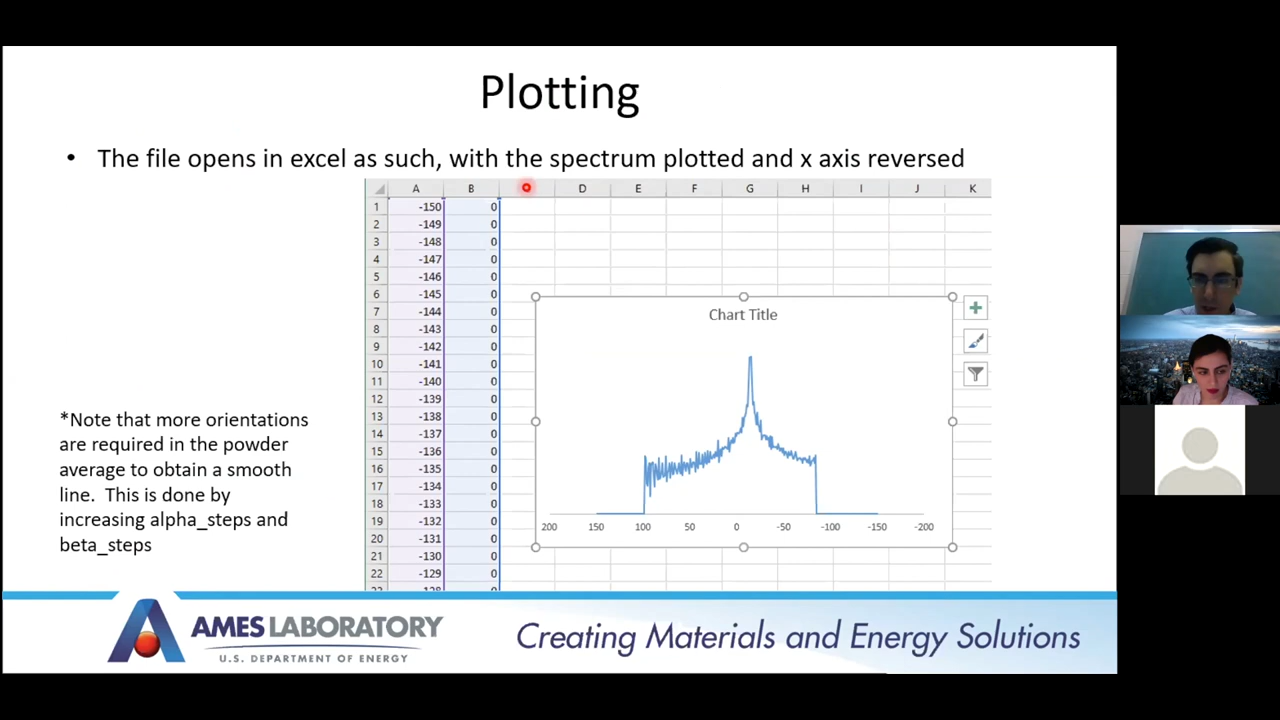 Plotting
• The file opens in excel as such, with the spectrum plotted and x axis reversed
A B D E F G H I J K
1 -150 0
2 -149 0
3 -148 0
4 -147 0
5 -146 0
6 -145 0
7 -144 0
8 -143 0
9 -142 0
10 -141 0
11 -140 0
12 -139 0
13 -138 0
14 -137 0
15 -136 0
16 -135 0
17 -134 0
18 -133 0
19 -132 0
20 -131 0
21 -130 0
22 -129 0
Chart Title
200 150 100 50 0 -50 -100 -150 -200
*Note that more orientations
are required in the powder
average to obtain a smooth
line. This is done by
increasing alpha_steps and
beta_steps
AMES LABORATORY
U.S. DEPARTMENT OF ENERGY
Creating Materials and Energy Solutions